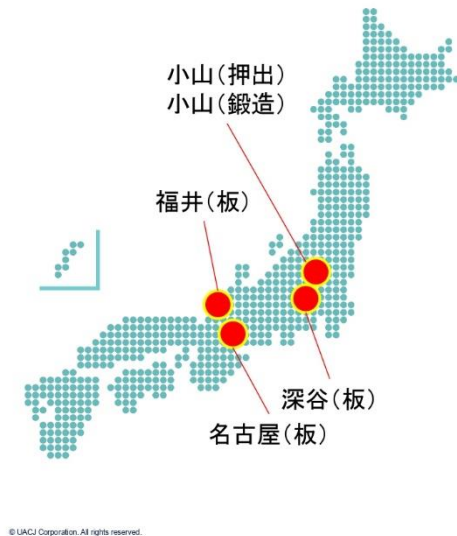 小山（押出）
小山（鍛造）
福井（板）
深谷（板）
名古屋（板）
© UACJ Corporation. All rights reserved.